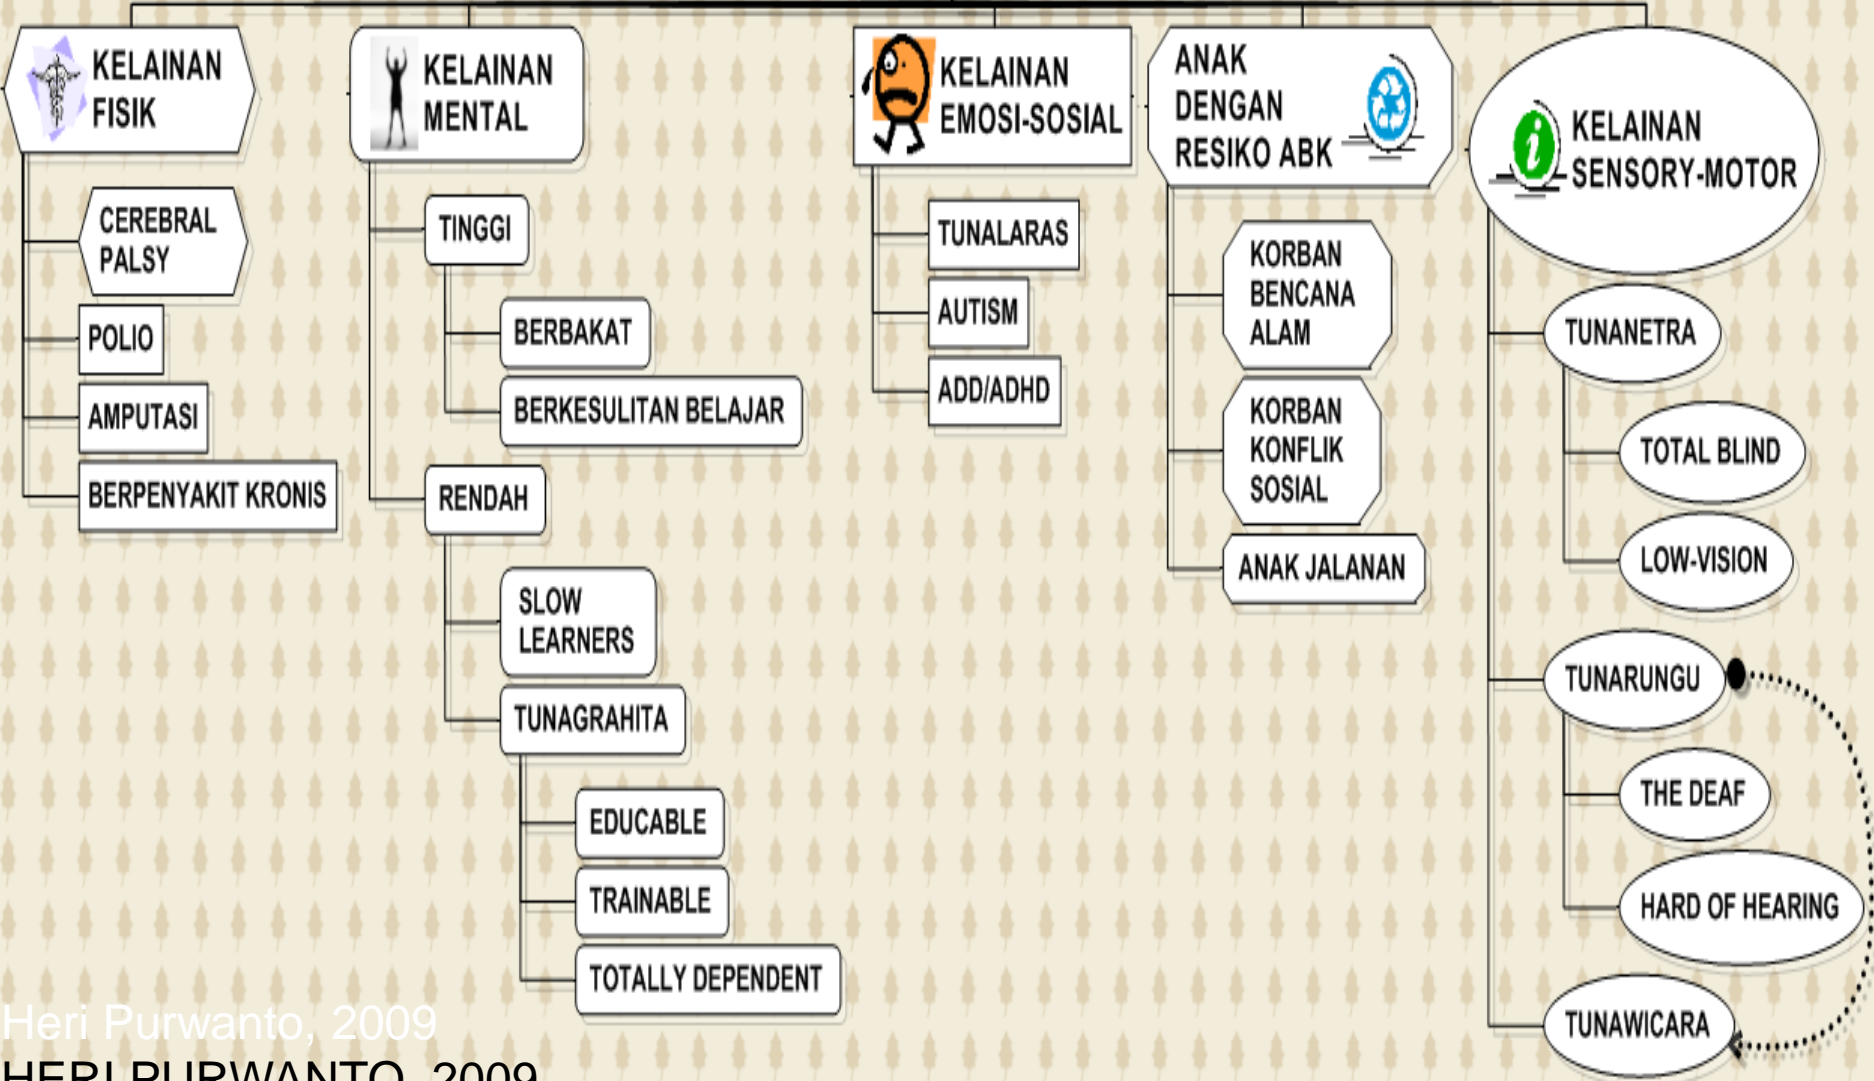 KELAINAN
FISIK
CEREBRAL
PALSY
POLIO
AMPUTASI
BERPENYAKIT KRONIS
KELAINAN
MENTAL
TINGGI
BERBAKAT
BERKESULITAN BELAJAR
RENDAH
SLOW
LEARNERS
TUNAGRAHITA
EDUCABLE
TRAINABLE
TOTALLY DEPENDENT
KELAINAN
EMOSI-SOSIAL
TUNALARAS
AUTISM
ADD/ADHD
ANAK
DENGAN
RESIKO ABK
KORBAN
BENCANA
ALAM
KORBAN
KONFLIK
SOSIAL
ANAK JALANAN
i
KELAINAN
SENSORY-MOTOR
TUNANETRA
TOTAL BLIND
LOW-VISION
TUNARUNGU
THE DEAF
HARD OF HEARING
TUNAWICARA
Heri Purwanto, 2009
HERI PURWANTO, 2009